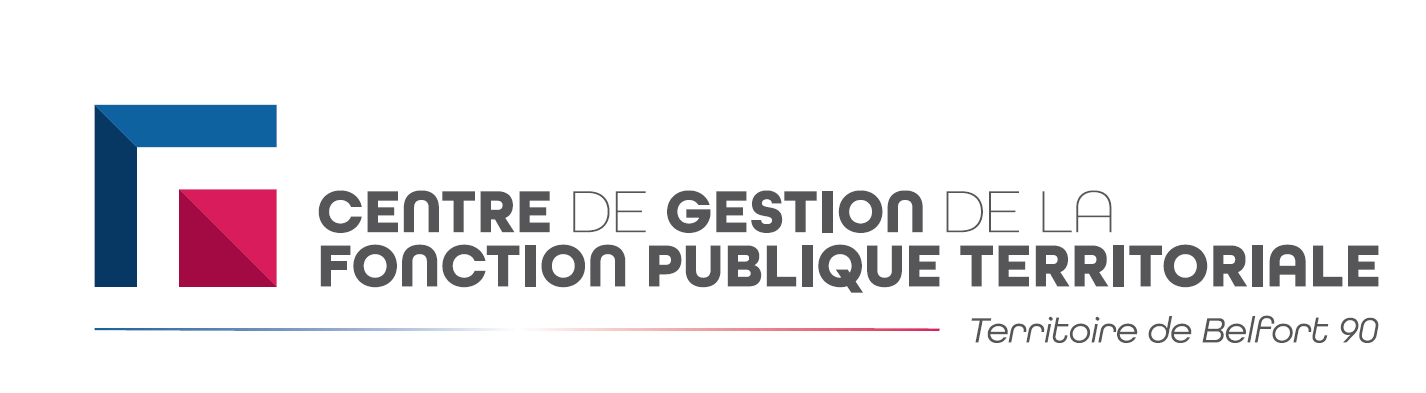 CENTRE DE GESTION DE LA
FONCTION PUBLIQUE TERRITORIALE
Territoire de Belfort 90